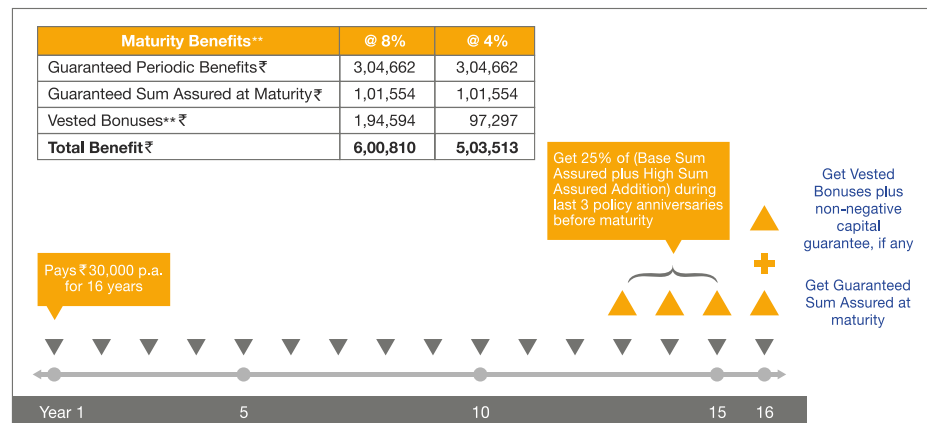 Maturity Benefits** @ 8% @ 4%
Guaranteed Periodic Benefits₹ 3,04,662 3,04,662
Guaranteed Sum Assured at Maturity₹ 1,01,554 1,01,554
Vested Bonuses**₹ 1,94,594 97,297
Total Benefit₹ 6,00,810 5,03,513
Get 25% of (Base Sum
Assured plus High Sum
Assured Addition) during
last 3 policy anniversaries
before maturity
Get Vested
Bonuses plus
non-negative
capital
guarantee, if any
Pays ₹30,000 p.a.
for 16 years
Get Guaranteed
Sum Assured at
maturity
Year 1 5 10 15 16